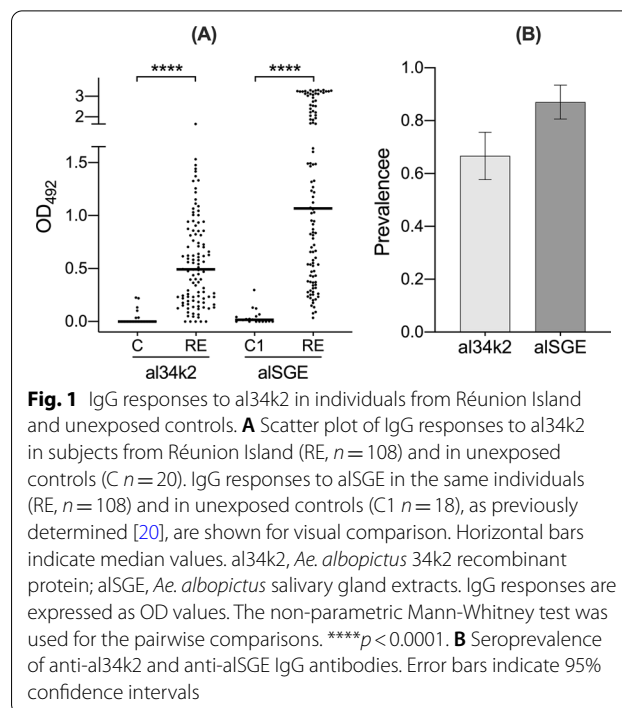 (A)
(B)
****
****
3
2
1.5
1.0
0.5
0.0
OD492
C
RE
C1
RE
al34k2
alSGE
1.0
0.8
0.6
0.4
0.2
0.0
Prevalencee
al34k2
alSGE
Fig. 1 IgG responses to al34k2 in individuals from Réunion Island
and unexposed controls. A Scatter plot of IgG responses to al34k2
in subjects from Réunion Island (RE, n = 108) and in unexposed
controls (C n = 20). IgG responses to alSGE in the same individuals
(RE, n = 108) and in unexposed controls (C1 n = 18), as previously
determined [20], are shown for visual comparison. Horizontal bars
indicate median values. al34k2, Ae. albopictus 34k2 recombinant
protein; alSGE, Ae. albopictus salivary gland extracts. IgG responses are
expressed as OD values. The non-parametric Mann-Whitney test was
used for the pairwise comparisons. ****p < 0.0001. B Seroprevalence
of anti-al34k2 and anti-alSGE IgG antibodies. Error bars indicate 95%
confidence intervals